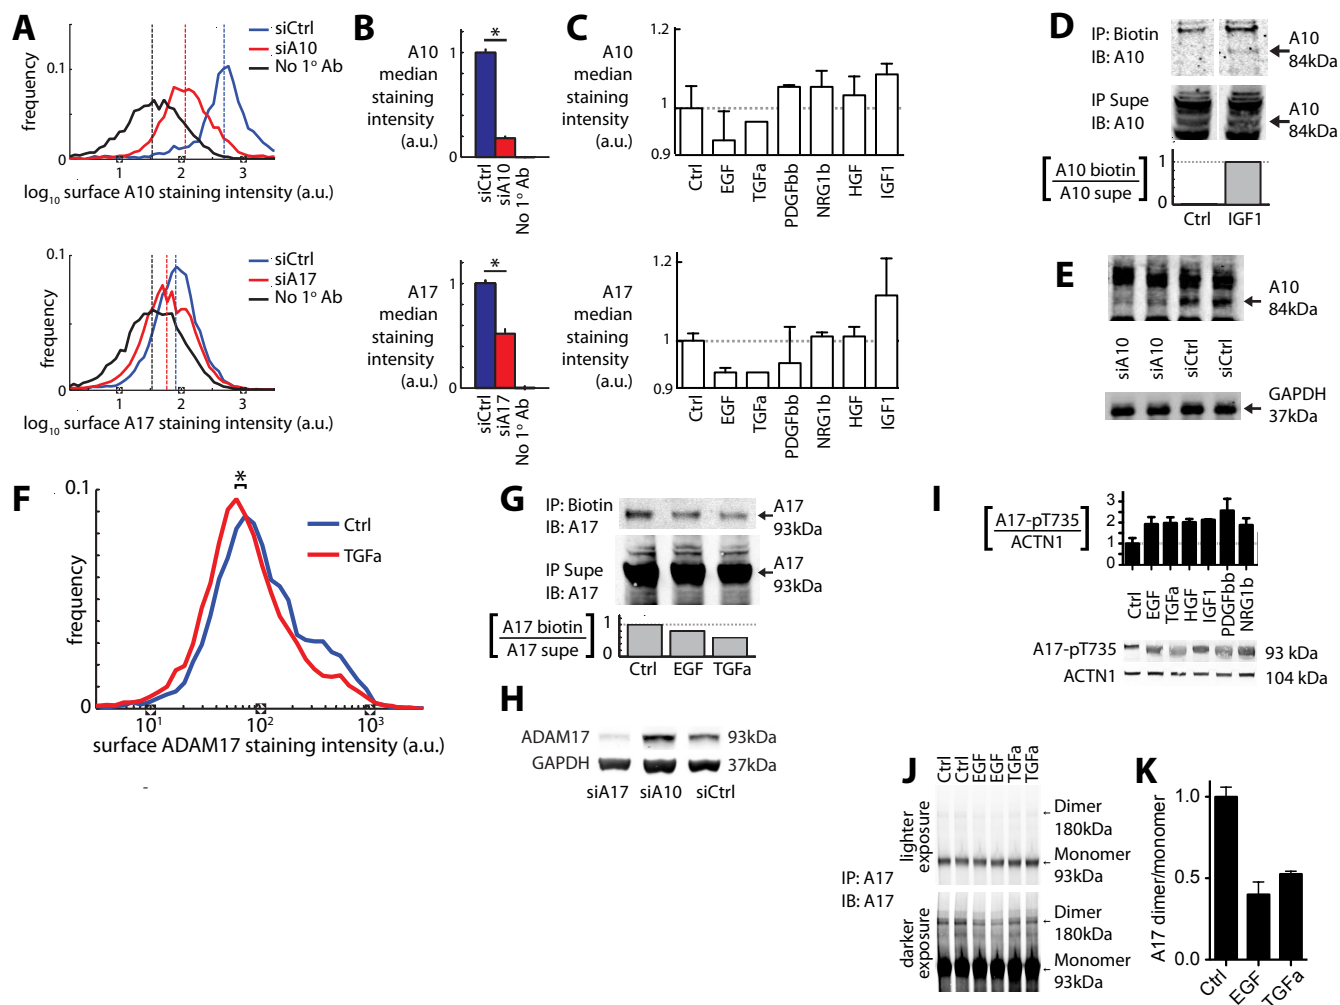 A
siCtrl
siA10
No 1° Ab
0.1
0
frequency
1
2
3
log10 surface A10 staining intensity (a.u.)
0.1
0
frequency
siCtrl
siA17
No 1° Ab
1
2
3
log10 surface A17 staining intensity (a.u.)
B
A10
median
staining
intensity
(a.u.)
1
0
*
siCtrl
siA10
No 1° Ab
A17
median
staining
intensity
(a.u.)
1
0
*
siCtrl
siA17
No 1° Ab
C
A10
median
staining
intensity
(a.u.)
1.2
1
0.9
Ctrl
EGF
TGFa
PDGFbb
NRG1b
HGF
IGF1
A17
median
staining
intensity
(a.u.)
1.2
1
0.9
Ctrl
EGF
TGFa
PDGFbb
NRG1b
HGF
IGF1
D
IP: Biotin
IB: A10
A10
84kDa
IP Supe
IB: A10
A10
84kDa
A10 biotin
A10 supe
1
0
Ctrl
IGF1
E
A10
84kDa
siA10
siA10
siCtrl
siCtrl
GAPDH
37kDa
F
*
0.1
0
frequency
Ctrl
TGFa
10^1
10^2
10^3
surface ADAM17 staining intensity (a.u.)
G
IP: Biotin
IB: A17
A17
93kDa
IP Supe
IB: A17
A17
93kDa
A17 biotin
A17 supe
1
0
Ctrl
EGF
TGFa
H
ADAM17
93kDa
GAPDH
37kDa
siA17
siA10
siCtrl
I
A17-pT735
ACTN1
3
2
1
0
Ctrl
EGF
TGFa
HGF
IGF1
PDGFbb
NRG1b
A17-pT735
93 kDa
ACTN1
104 kDa
J
Ctrl
Ctrl
EGF
EGF
TGFa
TGFa
lighter
exposure
Dimer
180kDa
Monomer
93kDa
IP: A17
IB: A17
darker
exposure
Dimer
180kDa
Monomer
93kDa
K
A17 dimer/monomer
1.0
0.5
0.0
Ctrl
EGF
TGFa